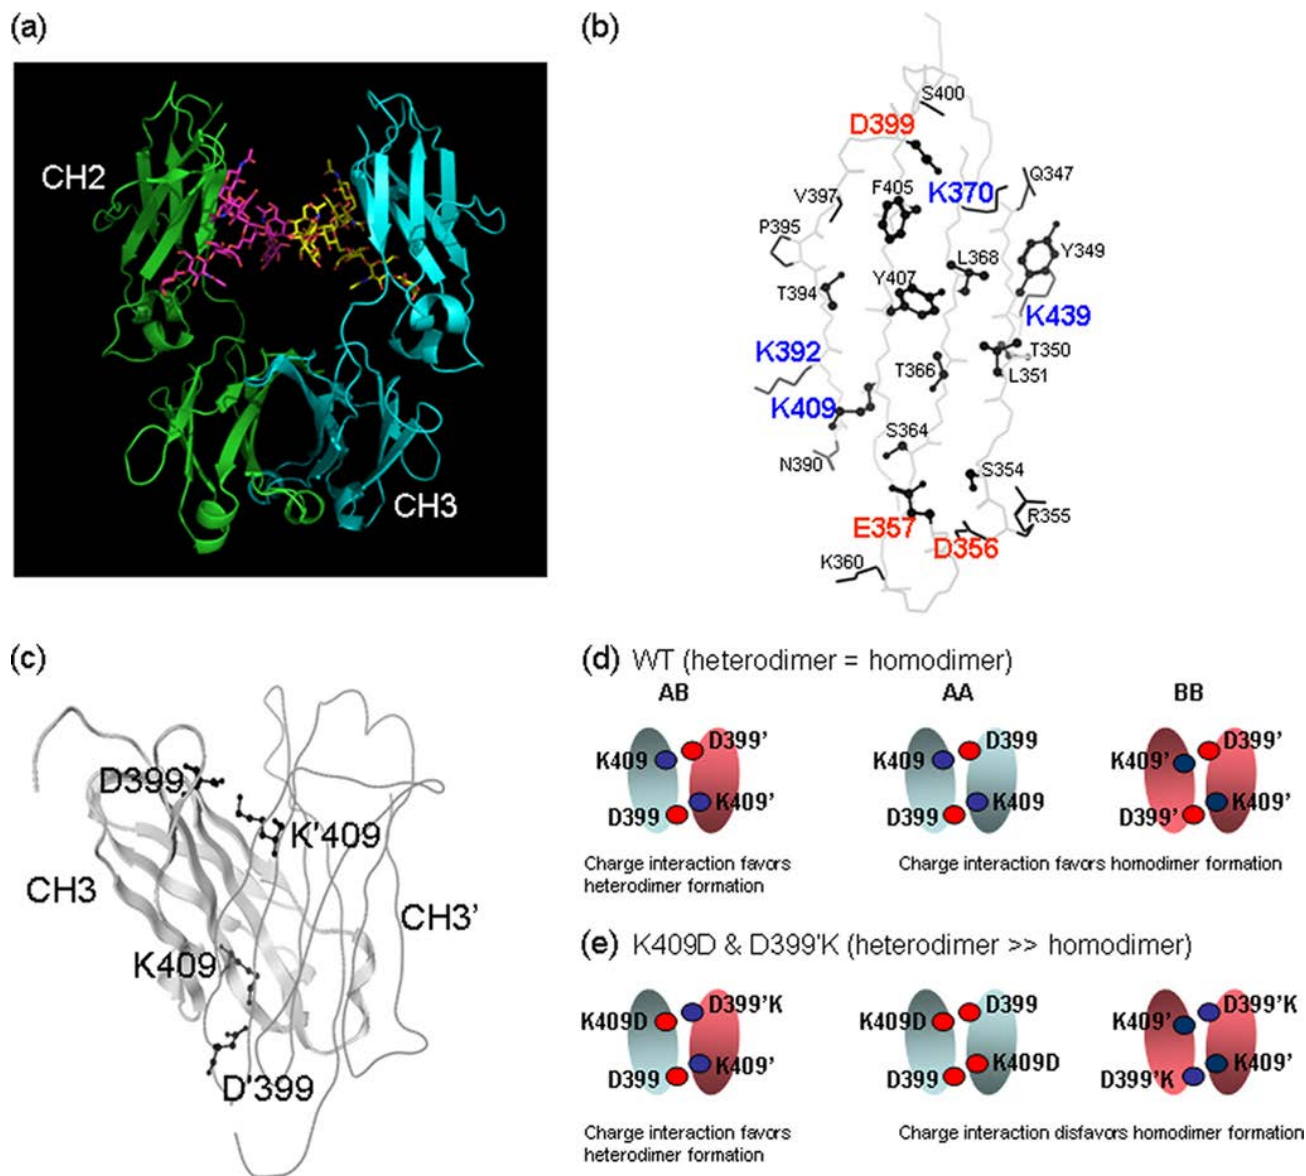 (a)
CH2
CH3
(b)
S400
D399
K370
Q347
F405
V397
P395
L368
Y349
Y407
T394
K439
K392
T350
T366
L351
K409
S364
N390
S354
R355
E357
D356
K360
(c)
D399
K'409
CH3
CH3'
K409
D'399
(d) WT (heterodimer = homodimer)
AB AA BB
D399' D399 D399'
K409 K409 K409'
K409' K409 K409'
D399 D399 D399'
Charge interaction favors
heterodimer formation
Charge interaction favors homodimer formation
(e) K409D & D399'K (heterodimer >> homodimer)
D399'K D399 D399'K
K409D K409D K409'
K409' K409D K409'
D399 D399 D399'K
Charge interaction favors
heterodimer formation
Charge interaction disfavors homodimer formation